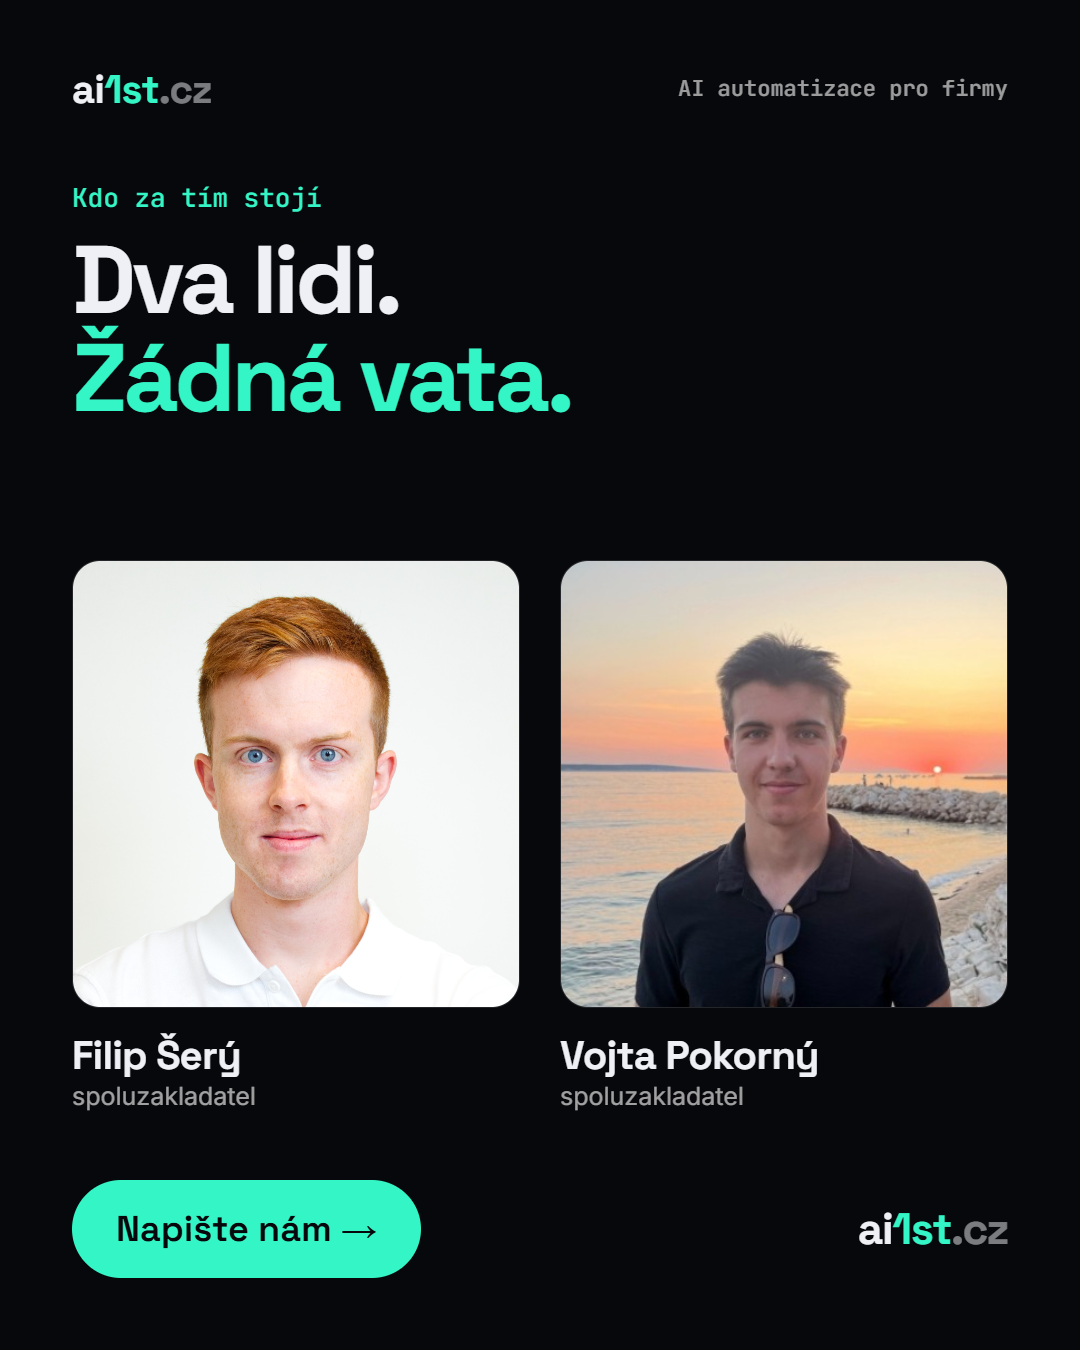 ai1st.cz
AI automatizace pro firmy
Kdo za tím stojí
Dva lidi.
Žádná vata.
Filip Šerý
spoluzakladatel
Vojta Pokorný
spoluzakladatel
Napište nám →
ai1st.cz